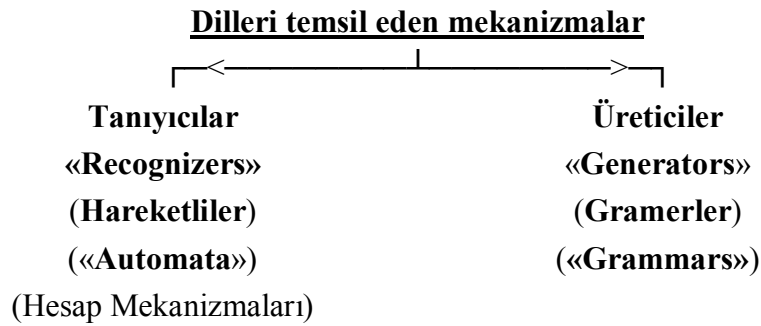 Dilleri temsil eden mekanizmalar
Tanıyıcılar
«Recognizers»
(Hareketliler)
(«Automata»)
(Hesap Mekanizmaları)
Üreticiler
«Generators»
(Gramerler)
(«Grammars»)